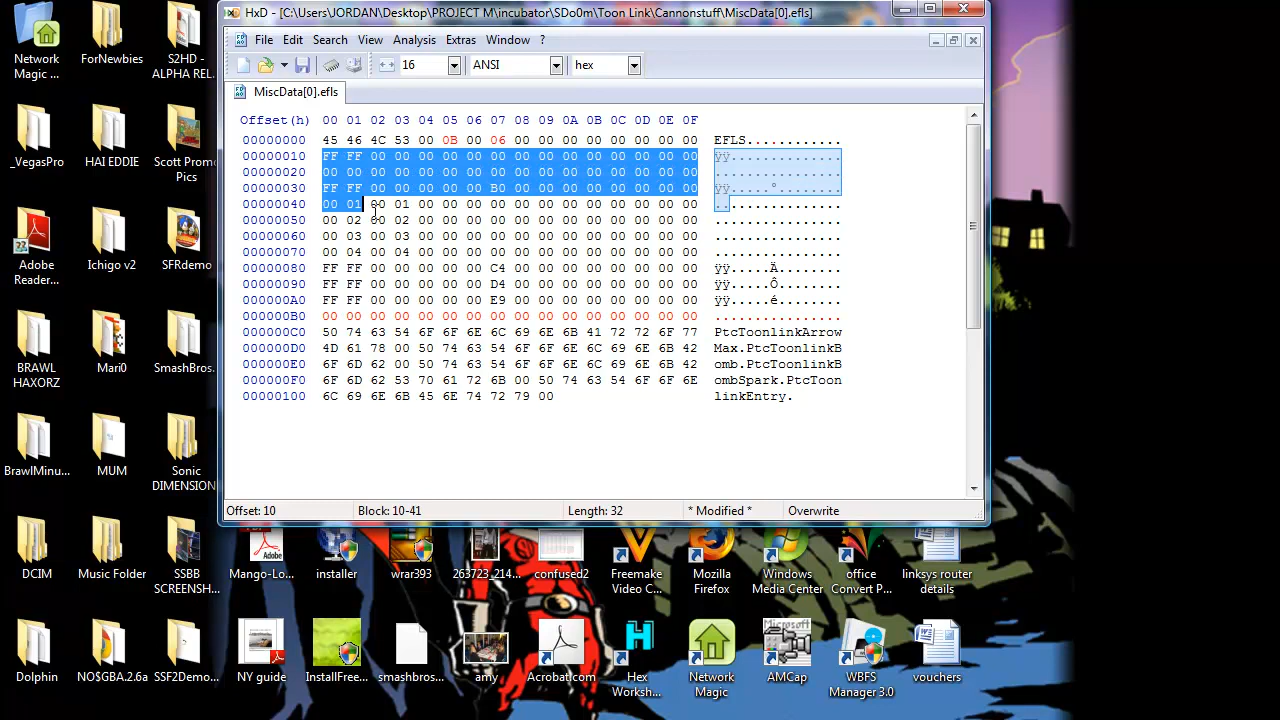 HxD - [C:\Users\JORDAN\Desktop\PROJECT M\incubator\SDo0m\Toon Link\Cannonstuff\MiscData[0].efls]
File Edit Search View Analysis Extras Window ?
16 ANSI hex
MiscData[0].efls
Offset(h) 00 01 02 03 04 05 06 07 08 09 0A 0B 0C 0D 0E 0F
00000000 45 46 4C 53 00 0B 00 06 00 00 00 00 00 00 00 00 EFLS............
00000010 FF FF 00 00 00 00 00 00 00 00 00 00 00 00 00 00 ÿÿ..............
00000020 00 00 00 00 00 00 00 00 00 00 00 00 00 00 00 00 ................
00000030 FF FF 00 00 00 00 00 B0 00 00 00 00 00 00 00 00 ÿÿ.....°........
00000040 00 01 00 01 00 00 00 00 00 00 00 00 00 00 00 00 ................
00000050 00 02 00 02 00 00 00 00 00 00 00 00 00 00 00 00 ................
00000060 00 03 00 03 00 00 00 00 00 00 00 00 00 00 00 00 ................
00000070 00 04 00 04 00 00 00 00 00 00 00 00 00 00 00 00 ................
00000080 FF FF 00 00 00 00 00 C4 00 00 00 00 00 00 00 00 ÿÿ.....Ä........
00000090 FF FF 00 00 00 00 00 D4 00 00 00 00 00 00 00 00 ÿÿ.....Ô........
000000A0 FF FF 00 00 00 00 00 E9 00 00 00 00 00 00 00 00 ÿÿ.....é........
000000B0 00 00 00 00 00 00 00 00 00 00 00 00 00 00 00 00 ................
000000C0 50 74 63 54 6F 6F 6E 6C 69 6E 6B 41 72 72 6F 77 PtcToonlinkArrow
000000D0 4D 61 78 00 50 74 63 54 6F 6F 6E 6C 69 6E 6B 42 Max.PtcToonlinkB
000000E0 6F 6D 62 00 50 74 63 54 6F 6F 6E 6C 69 6E 6B 42 omb.PtcToonlinkB
000000F0 6F 6D 62 53 70 61 72 6B 00 50 74 63 54 6F 6F 6E ombSpark.PtcToon
00000100 6C 69 6E 6B 45 6E 74 72 79 00 linkEntry.
Offset: 10 Block: 10-41 Length: 32 * Modified * Overwrite
Network Magic ...
ForNewbies
S2HD - ALPHA REL...
_VegasPro
HAI EDDIE
Scott Promo Pics
Adobe Reader...
Ichigo v2
SFRdemo
BRAWL HAXORZ
Mari0
SmashBros...
BrawlMinu...
MUM
Sonic DIMENSION...
DCIM
Music Folder
SSBB SCREENSH...
Mango-Lo...
installer
wrar393
263723_214...
confused2
Freemake Video C...
Mozilla Firefox
Windows Media Center
office Convert P...
linksys router details
Dolphin
NO$GBA.2.6a
SSF2Demo...
NY guide
InstallFree...
smashbros...
amy
Acrobat.com
Hex Worksh...
Network Magic
AMCap
WBFS Manager 3.0
vouchers